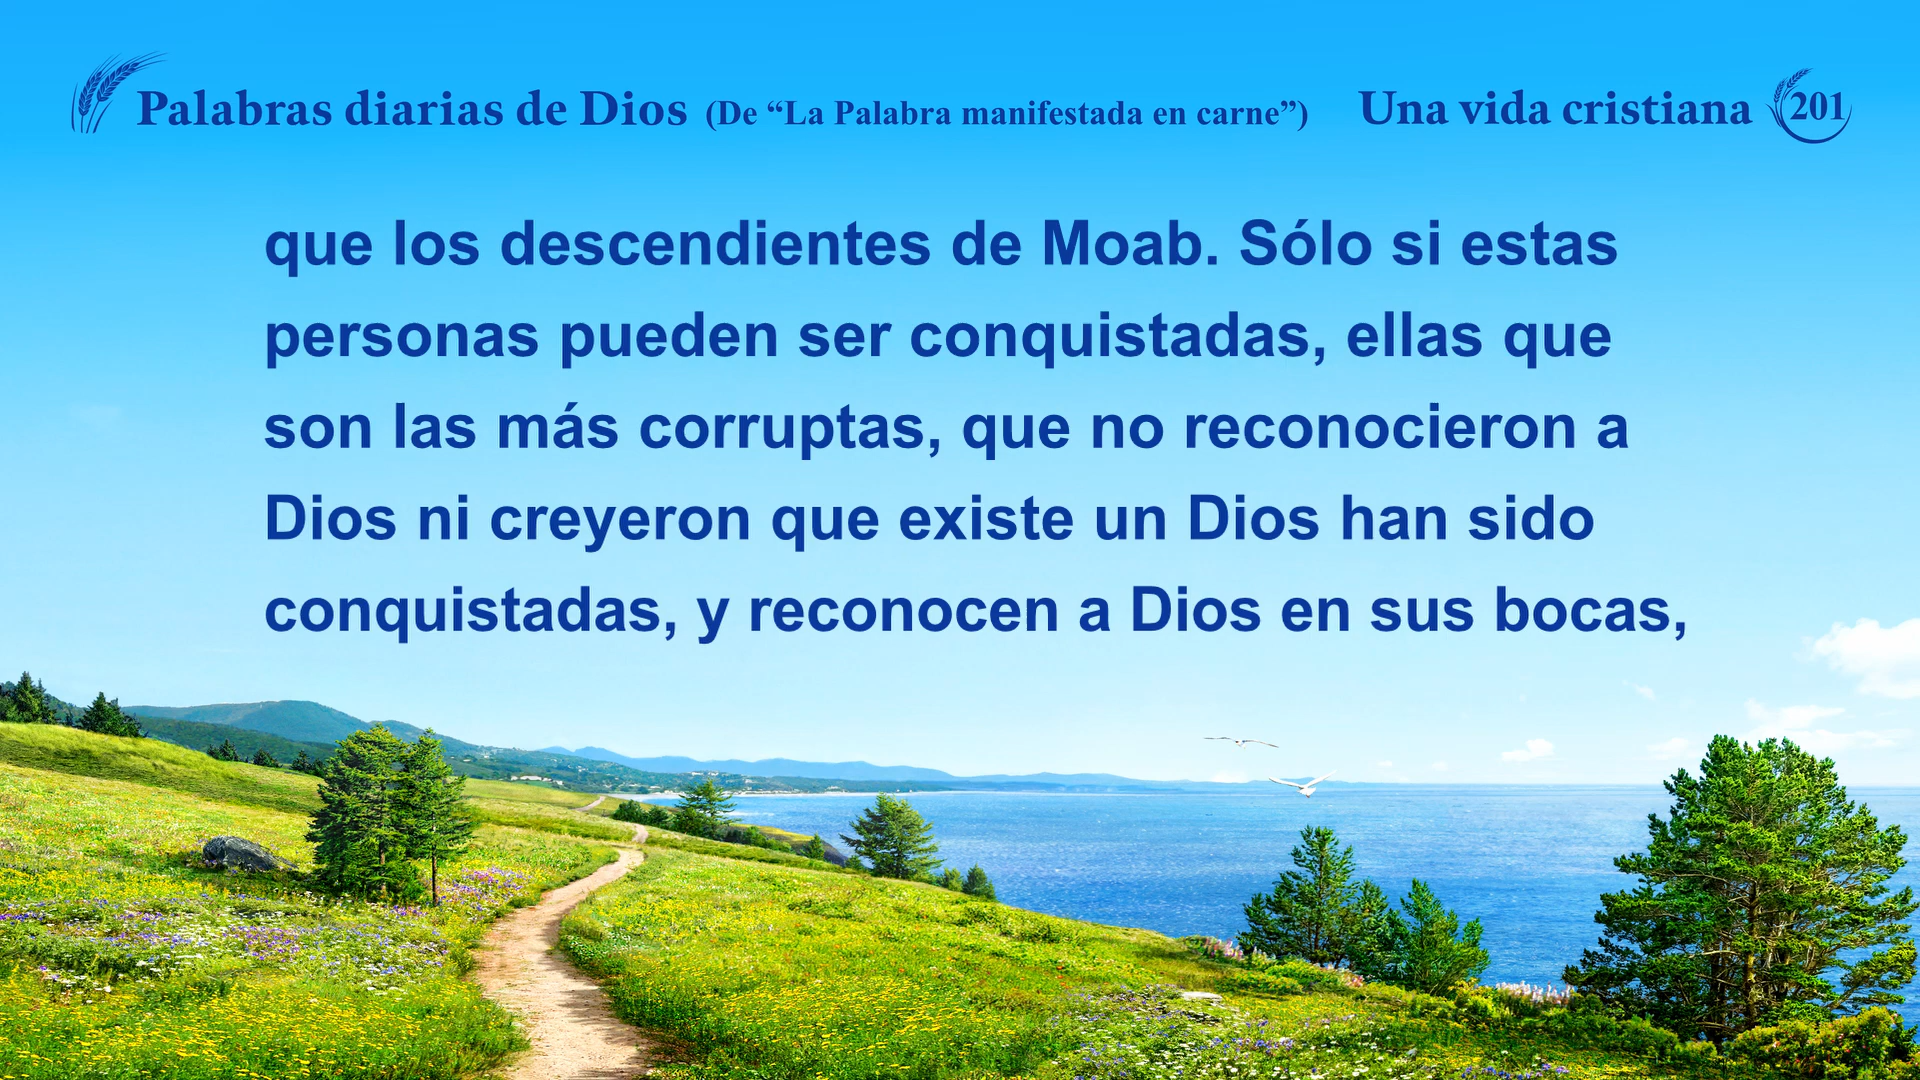 Palabras diarias de Dios (De “La Palabra manifestada en carne”) Una vida cristiana 201
que los descendientes de Moab. Sólo si estas
personas pueden ser conquistadas, ellas que
son las más corruptas, que no reconocieron a
Dios ni creyeron que existe un Dios han sido
conquistadas, y reconocen a Dios en sus bocas,